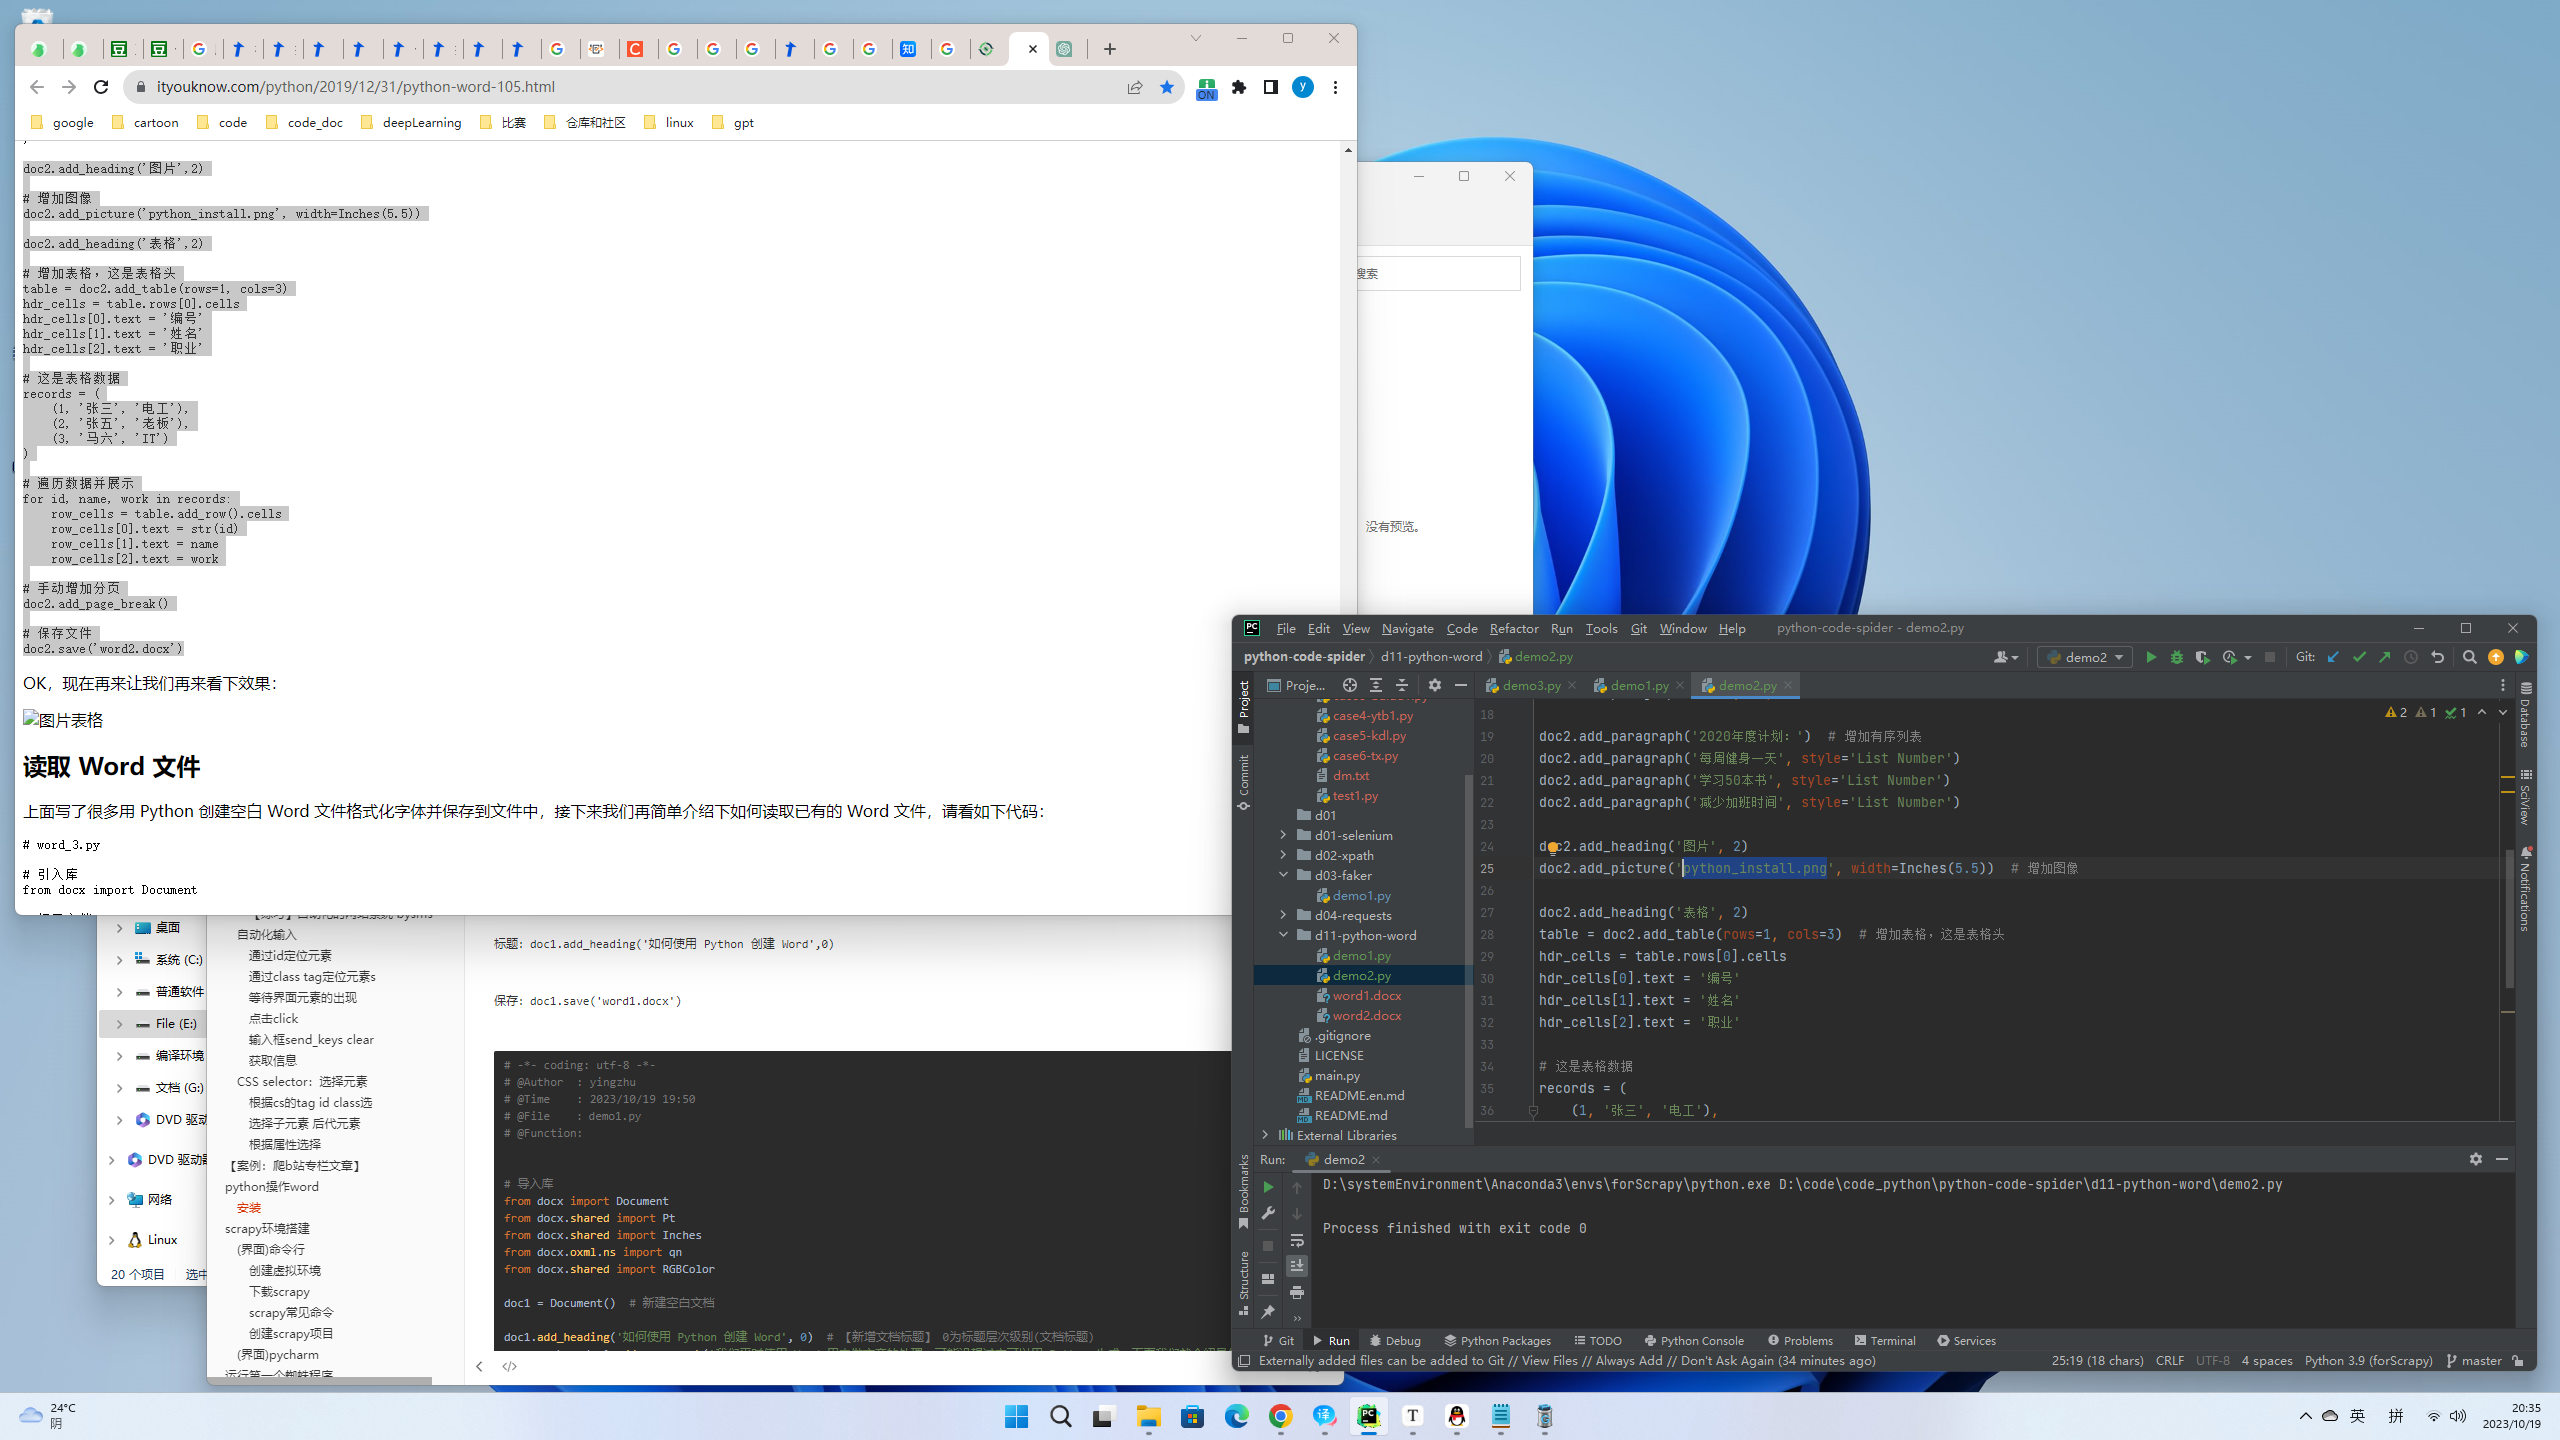 ityouknow.com/python/2019/12/31/python-word-105.html
ON
y
google
cartoon
code
code_doc
deepLearning
比赛
仓库和社区
linux
gpt
doc2.add_heading('图片',2)
# 增加图像
doc2.add_picture('python_install.png', width=Inches(5.5))
doc2.add_heading('表格',2)
# 增加表格，这是表格头
table = doc2.add_table(rows=1, cols=3)
hdr_cells = table.rows[0].cells
hdr_cells[0].text = '编号'
hdr_cells[1].text = '姓名'
hdr_cells[2].text = '职业'
# 这是表格数据
records = (
(1, '张三', '电工'),
(2, '张五', '老板'),
(3, '马六', 'IT')
)
# 遍历数据并展示
for id, name, work in records:
row_cells = table.add_row().cells
row_cells[0].text = str(id)
row_cells[1].text = name
row_cells[2].text = work
# 手动增加分页
doc2.add_page_break()
# 保存文件
doc2.save('word2.docx')
OK，现在再来让我们再来看下效果：
图片表格
读取 Word 文件
上面写了很多用 Python 创建空白 Word 文件格式化字体并保存到文件中，接下来我们再简单介绍下如何读取已有的 Word 文件，请看如下代码：
# word_3.py
# 引入库
from docx import Document
搜索
没有预览。
桌面
系统 (C:)
普通软件
File (E:)
编译环境
文档 (G:)
DVD 驱动
DVD 驱动器
网络
Linux
20 个项目
选中
自动化输入
通过id定位元素
通过class tag定位元素s
等待界面元素的出现
点击click
输入框send_keys clear
获取信息
CSS selector：选择元素
根据cs的tag id class选
选择子元素 后代元素
根据属性选择
【案例：爬b站专栏文章】
python操作word
安装
scrapy环境搭建
(界面)命令行
创建虚拟环境
下载scrapy
scrapy常见命令
创建scrapy项目
(界面)pycharm
运行第一个蜘蛛程序
标题：doc1.add_heading('如何使用 Python 创建 Word',0)
保存：doc1.save('word1.docx')
# -*- coding: utf-8 -*-
# @Author : yingzhu
# @Time : 2023/10/19 19:50
# @File : demo1.py
# @Function:
# 导入库
from docx import Document
from docx.shared import Pt
from docx.shared import Inches
from docx.oxml.ns import qn
from docx.shared import RGBColor
doc1 = Document() # 新建空白文档
doc1.add_heading('如何使用 Python 创建 Word', 0) # 【新增文档标题】 0为标题层次级别(文档标题)
PC
File Edit View Navigate Code Refactor Run Tools Git Window Help
python-code-spider - demo2.py
python-code-spider
d11-python-word
demo2.py
demo2
Git:
Project
Commit
Bookmarks
Structure
Proje...
case4-ytb1.py
case5-kdl.py
case6-tx.py
dm.txt
test1.py
d01
d01-selenium
d02-xpath
d03-faker
demo1.py
d04-requests
d11-python-word
demo1.py
demo2.py
word1.docx
word2.docx
.gitignore
LICENSE
main.py
README.en.md
README.md
External Libraries
demo3.py
demo1.py
demo2.py
2 1 1
18
19 doc2.add_paragraph('2020年度计划：') # 增加有序列表
20 doc2.add_paragraph('每周健身一天', style='List Number')
21 doc2.add_paragraph('学习50本书', style='List Number')
22 doc2.add_paragraph('减少加班时间', style='List Number')
23
24 doc2.add_heading('图片', 2)
25 doc2.add_picture('python_install.png', width=Inches(5.5)) # 增加图像
26
27 doc2.add_heading('表格', 2)
28 table = doc2.add_table(rows=1, cols=3) # 增加表格，这是表格头
29 hdr_cells = table.rows[0].cells
30 hdr_cells[0].text = '编号'
31 hdr_cells[1].text = '姓名'
32 hdr_cells[2].text = '职业'
33
34 # 这是表格数据
35 records = (
36 (1, '张三', '电工'),
Database
SciView
Notifications
Run:
demo2
D:\systemEnvironment\Anaconda3\envs\forScrapy\python.exe D:\code\code_python\python-code-spider\d11-python-word\demo2.py
Process finished with exit code 0
Git
Run
Debug
Python Packages
TODO
Python Console
Problems
Terminal
Services
Externally added files can be added to Git // View Files // Always Add // Don't Ask Again (34 minutes ago)
25:19 (18 chars)
CRLF
UTF-8
4 spaces
Python 3.9 (forScrapy)
master
24°C
阴
英
拼
20:35
2023/10/19